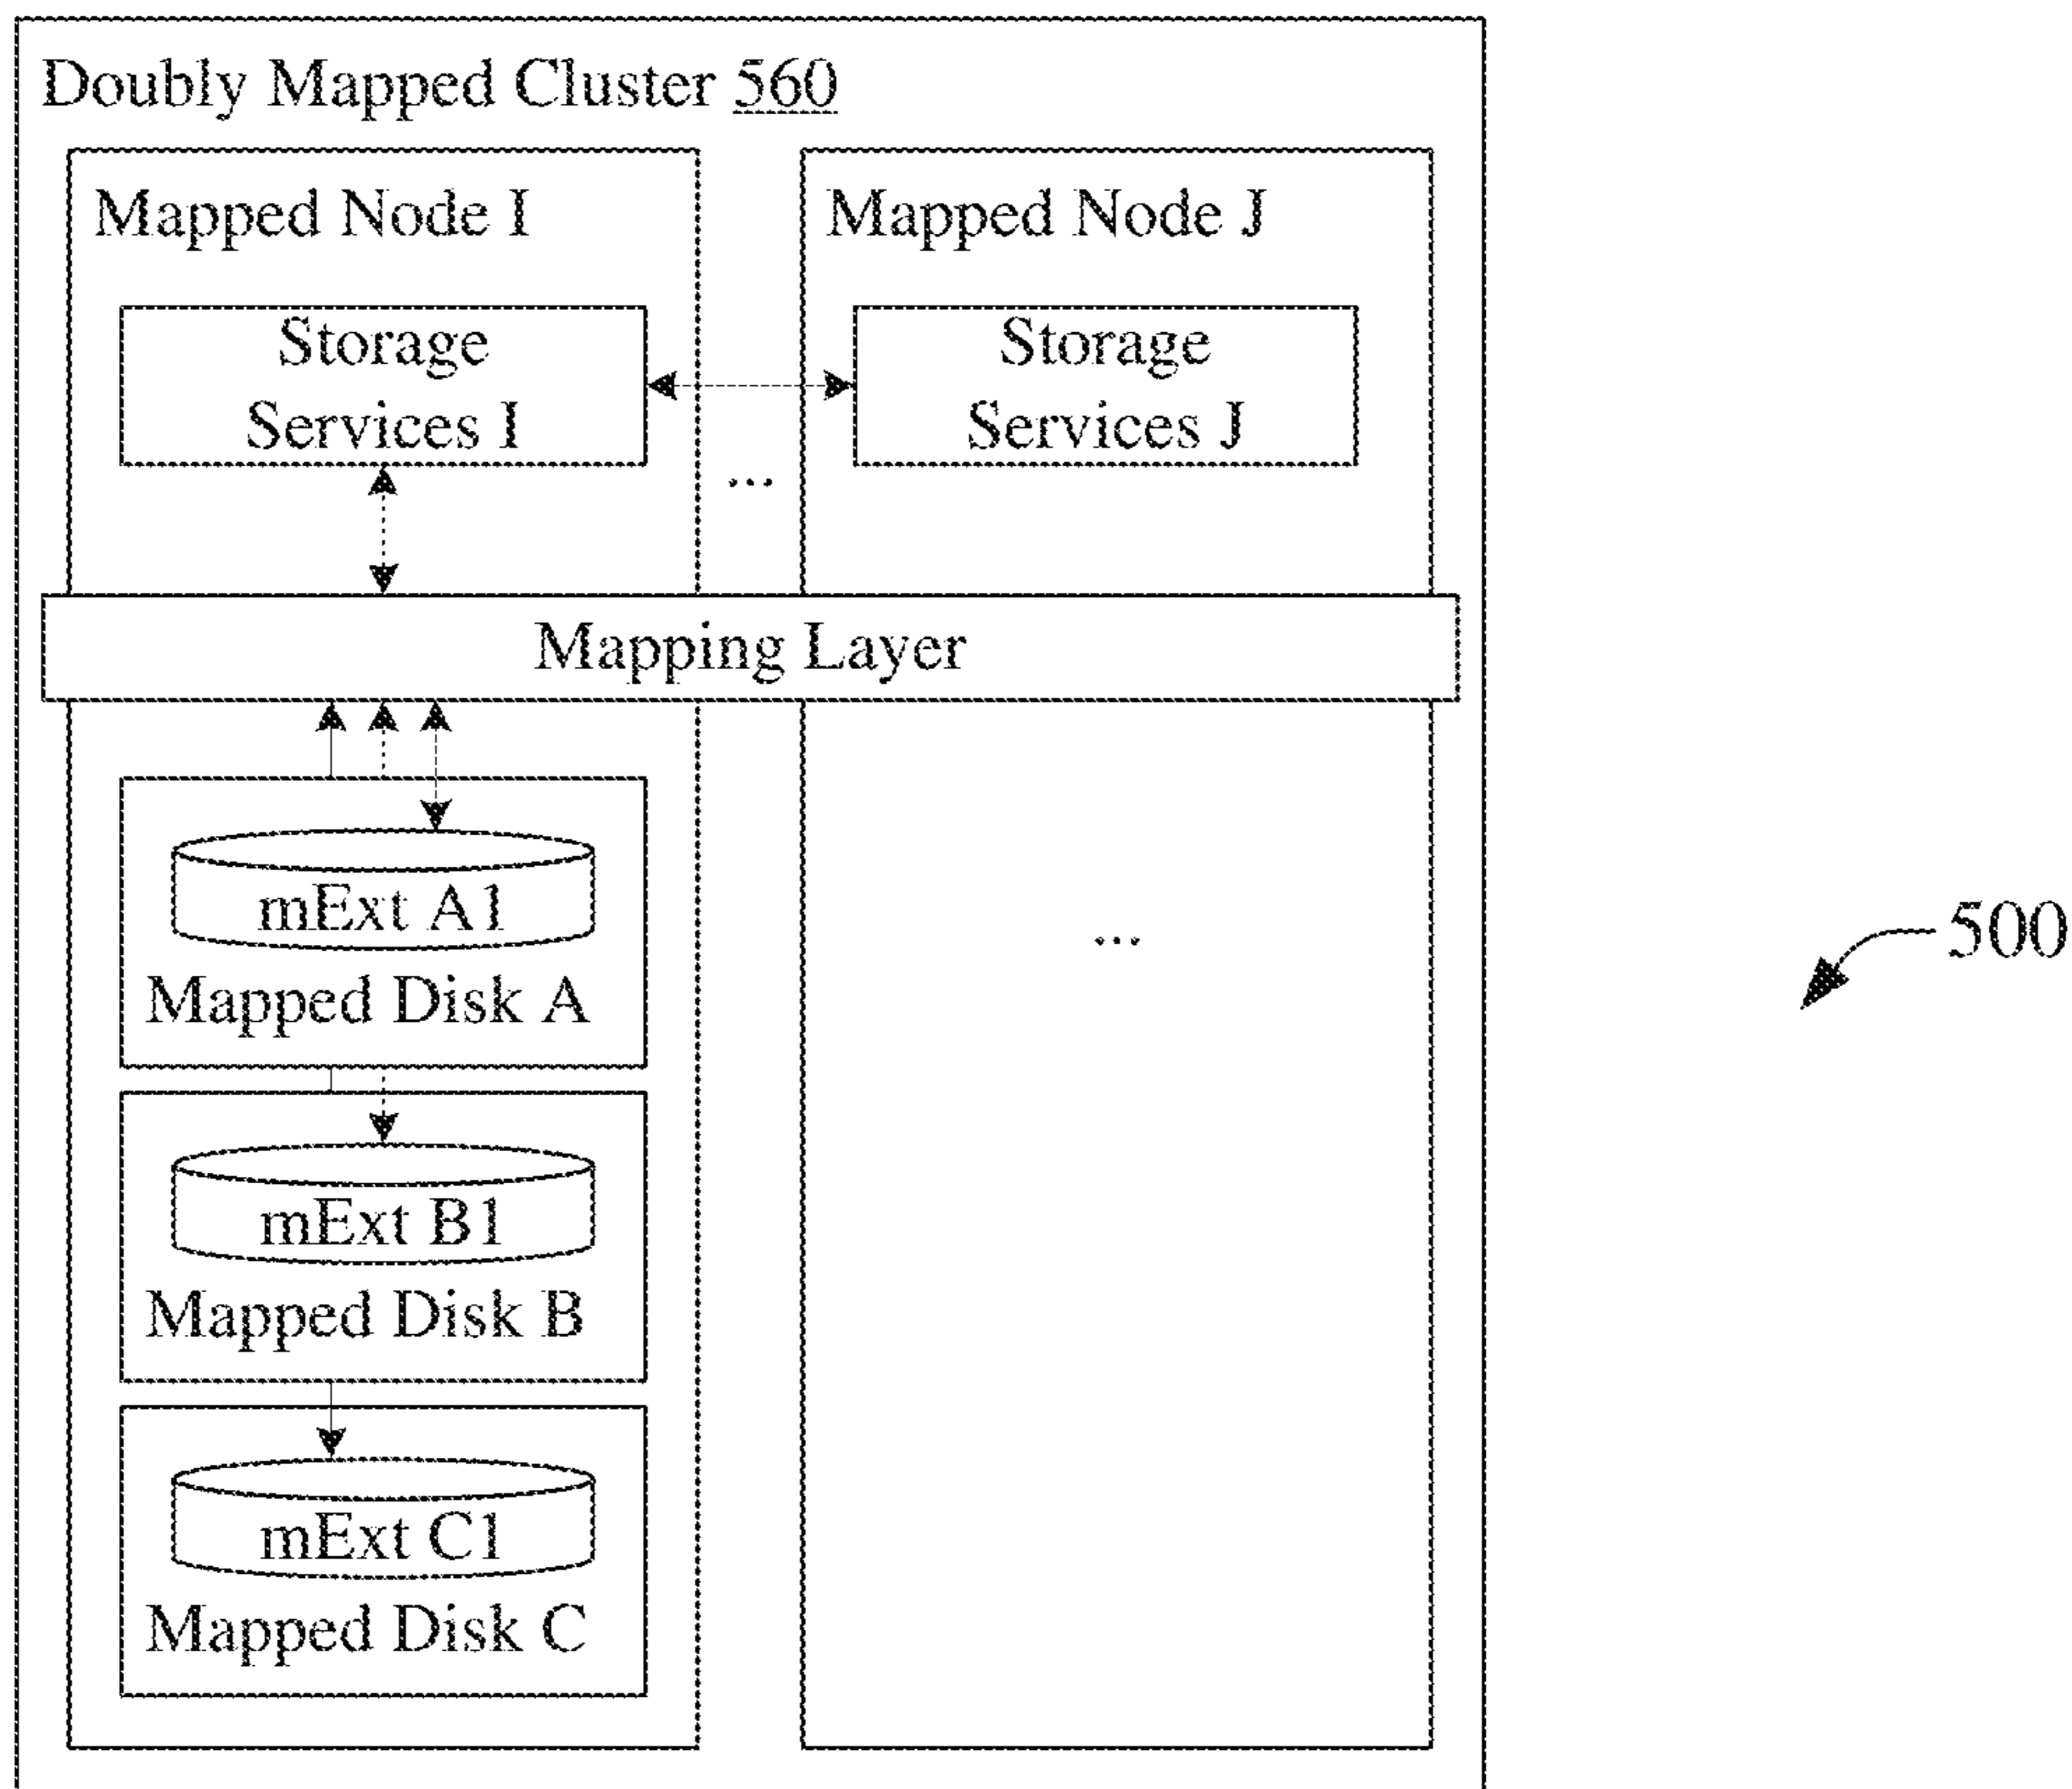 Doubly Mapped Cluster 560
Mapped Node I
Mapped Node J
Storage
Services I
Storage
Services J
...
Mapping Layer
mExt A1
Mapped Disk A
...
500
mExt B1
Mapped Disk B
mExt C1
Mapped Disk C